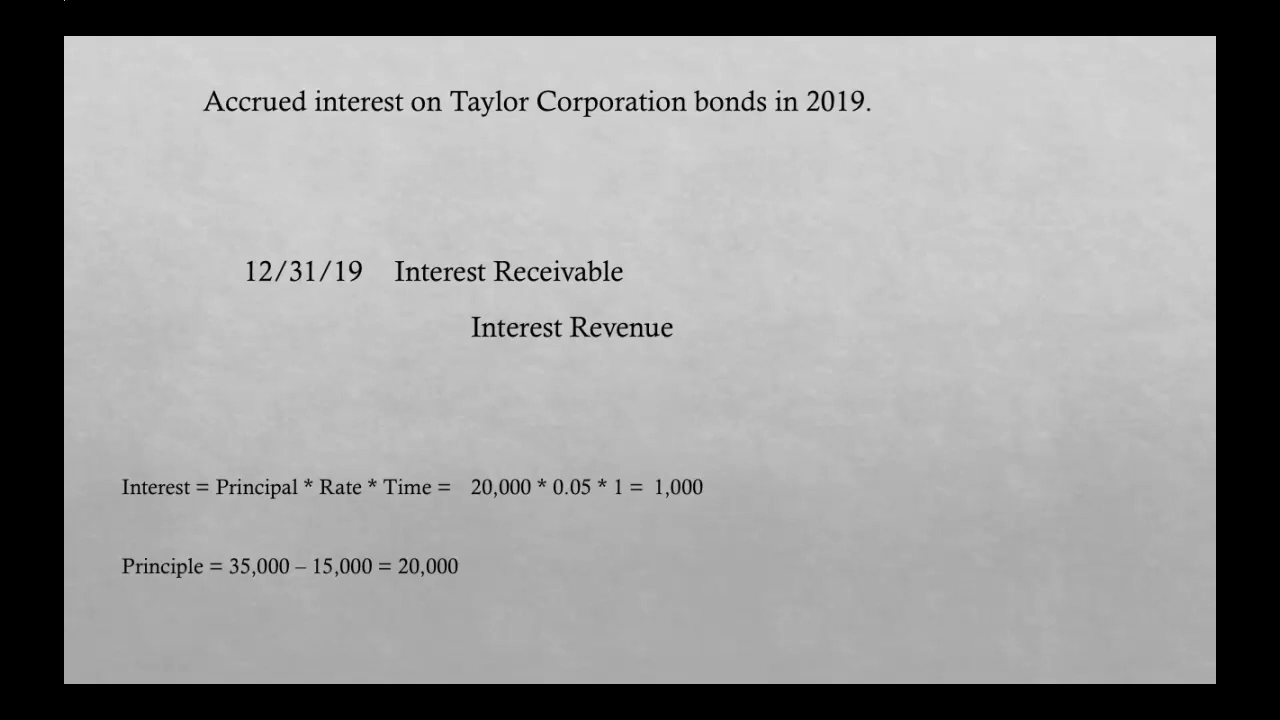 Accrued interest on Taylor Corporation bonds in 2019.
12/31/19 Interest Receivable
Interest Revenue
Interest = Principal * Rate * Time = 20,000 * 0.05 * 1 = 1,000
Principle = 35,000 – 15,000 = 20,000